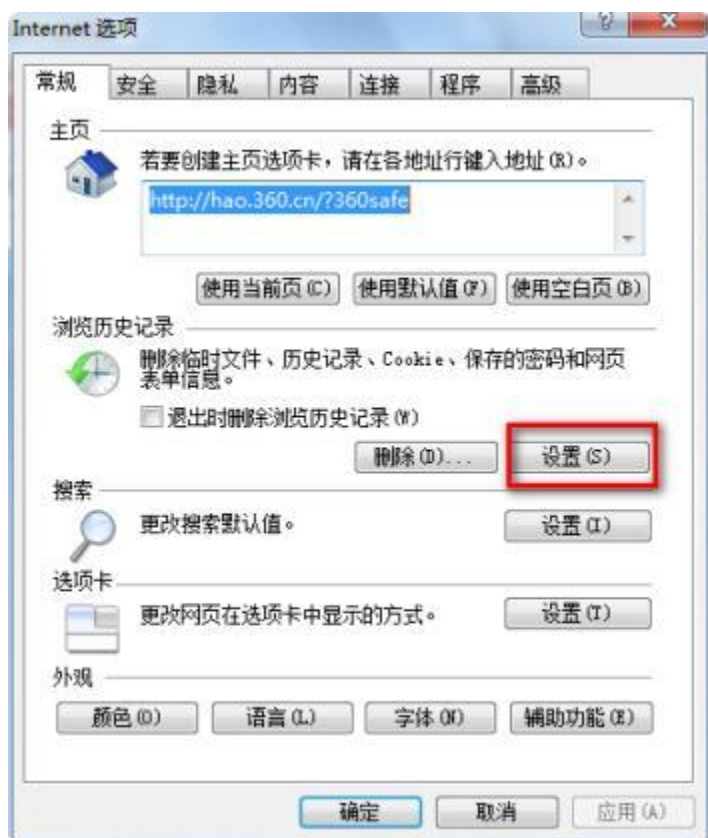 Internet 选项
常规 安全 隐私 内容 连接 程序 高级
主页
若要创建主页选项卡，请在各地址行键入地址(R)。
http://hao.360.cn/?360safe
使用当前页(C) 使用默认值(F) 使用空白页(B)
浏览历史记录
删除临时文件、历史记录、Cookie、保存的密码和网页
表单信息。
退出时删除浏览历史记录(W)
删除(D)... 设置(S)
搜索
更改搜索默认值。 设置(I)
选项卡
更改网页在选项卡中显示的方式。 设置(T)
外观
颜色(O) 语言(L) 字体(N) 辅助功能(E)
确定 取消 应用(A)